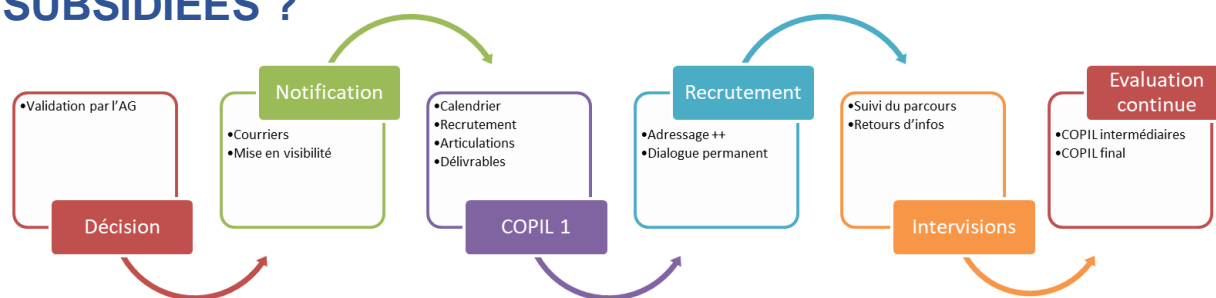 SUBSIDIÉES ?
•Validation par l'AG
Décision
Notification
•Courriers
•Mise en visibilité
•Calendrier
•Recrutement
•Articulations
•Délivrables
COPIL 1
Recrutement
•Adressage ++
•Dialogue permanent
•Suivi du parcours
•Retours d'infos
Intervisions
Evaluation
continue
•COPIL intermédiaires
•COPIL final